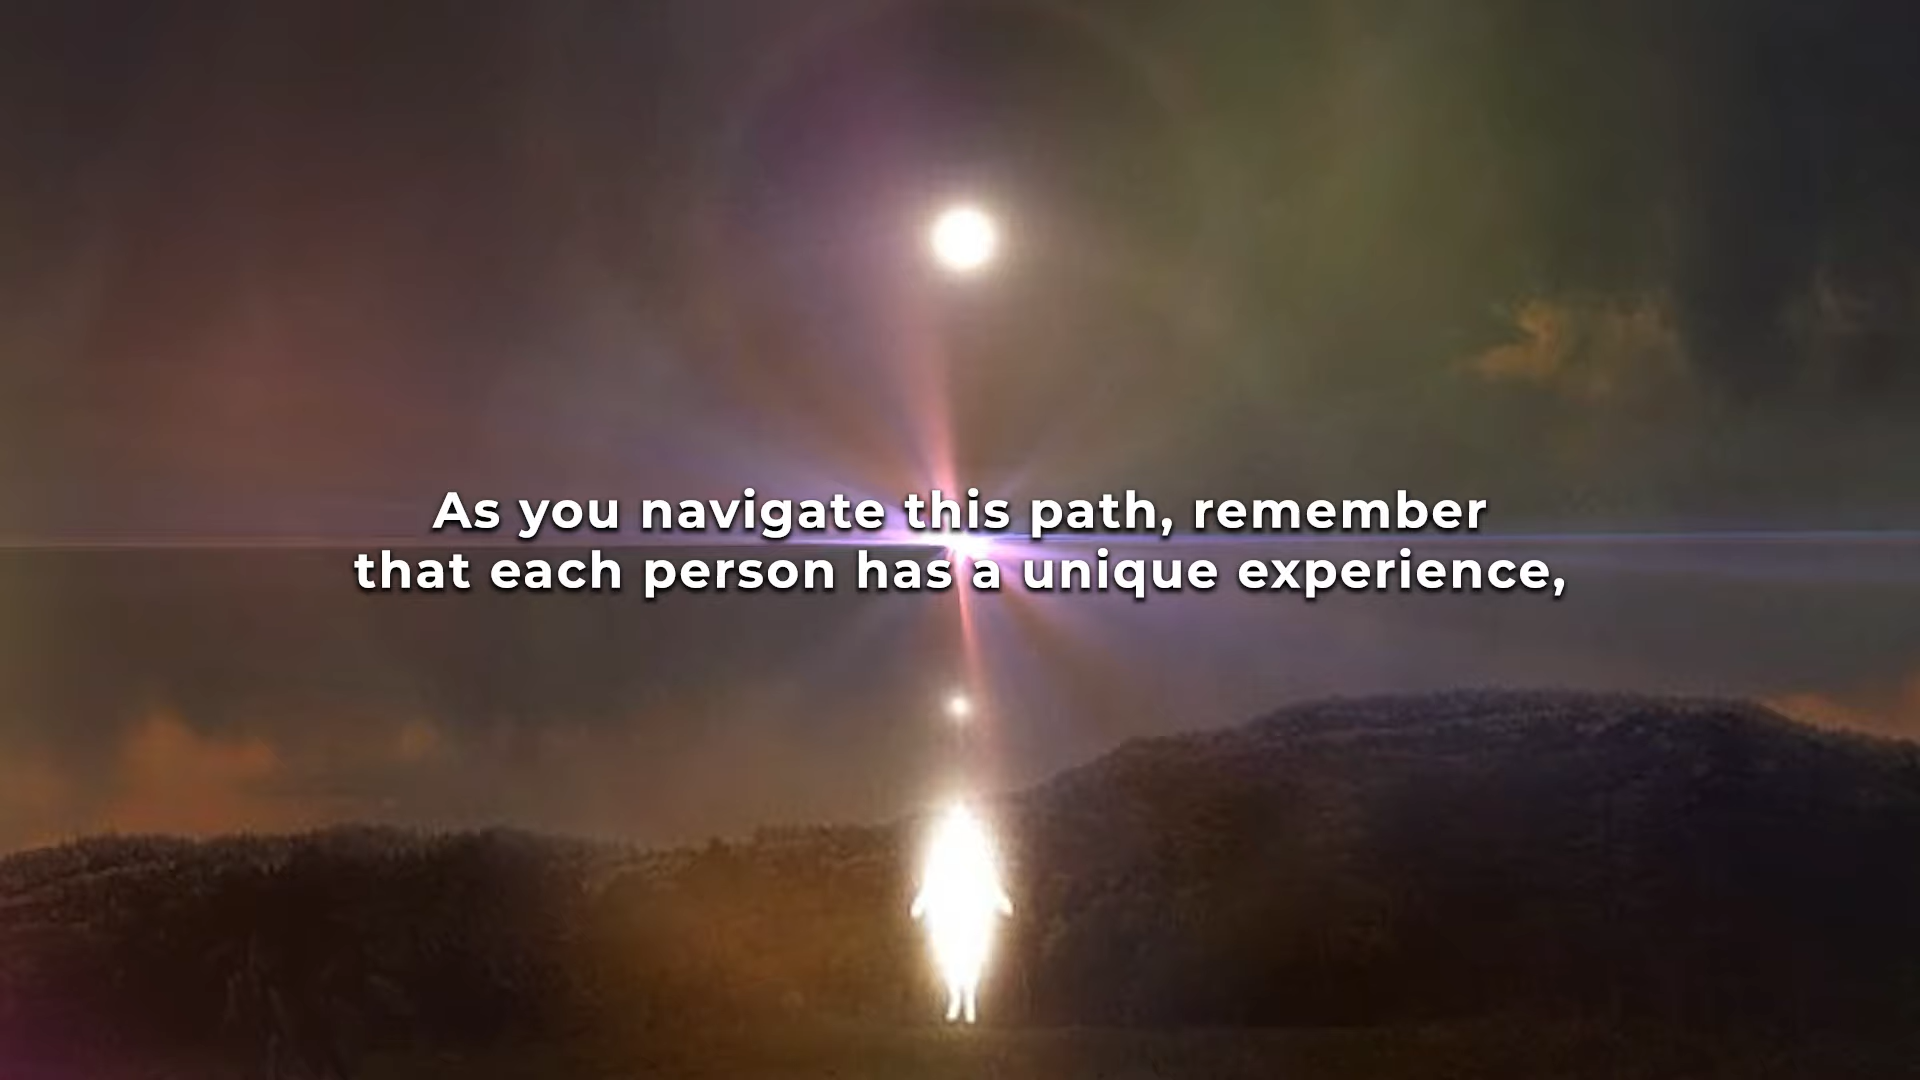 As you navigate this path, remember
that each person has a unique experience,